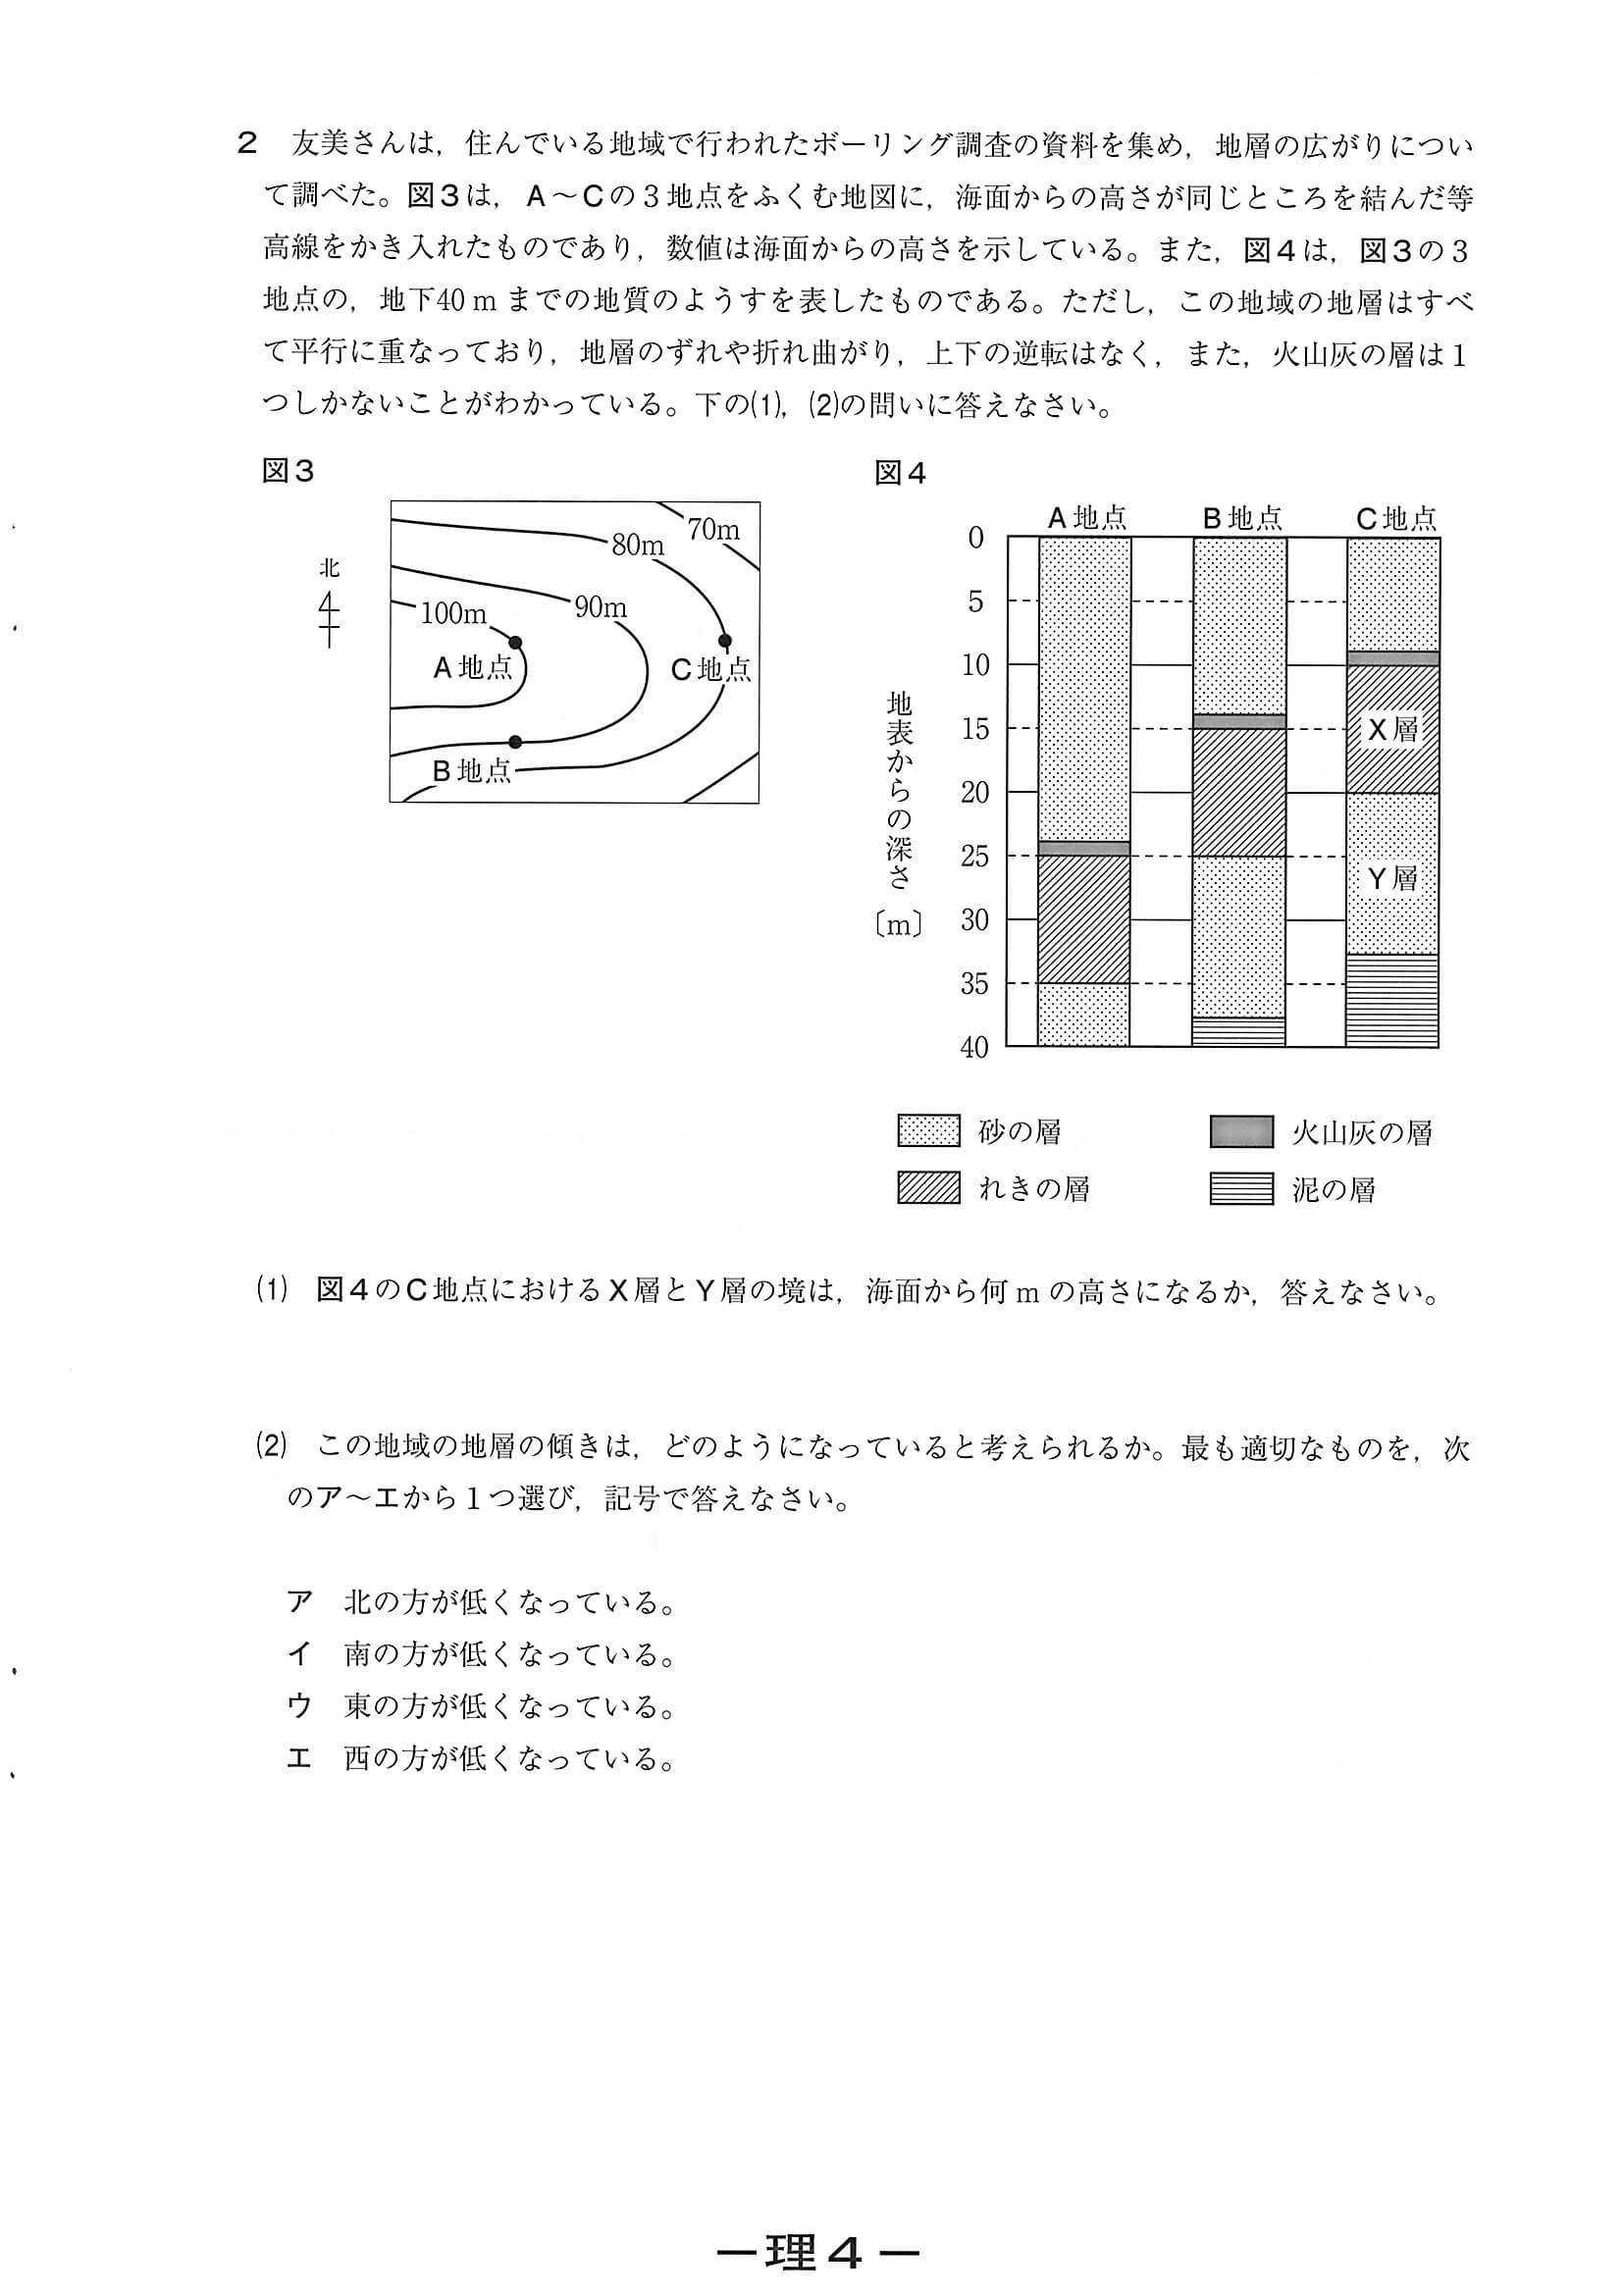 2 友美さんは，住んでいる地域で行われたボーリング調査の資料を集め，地層の広がりについ
て調べた。図3は，A～Cの3地点をふくむ地図に，海面からの高さが同じところを結んだ等
高線をかき入れたものであり，数値は海面からの高さを示している。また，図4は，図3の3
地点の，地下40mまでの地質のようすを表したものである。ただし，この地域の地層はすべ
て平行に重なっており，地層のずれや折れ曲がり，上下の逆転はなく，また，火山灰の層は1
つしかないことがわかっている。下の(1)，(2)の問いに答えなさい。
図3
北
70m
80m
90m
100m
A地点
C地点
B地点
図4
A地点 B地点 C地点
地表からの深さ〔m〕
0
5
10
15
20
25
30
35
40
X層
Y層
砂の層 火山灰の層
れきの層 泥の層
(1) 図4のC地点におけるX層とY層の境は，海面から何mの高さになるか，答えなさい。
(2) この地域の地層の傾きは，どのようになっていると考えられるか。最も適切なものを，次
のア～エから1つ選び，記号で答えなさい。
ア 北の方が低くなっている。
イ 南の方が低くなっている。
ウ 東の方が低くなっている。
エ 西の方が低くなっている。
－理4－